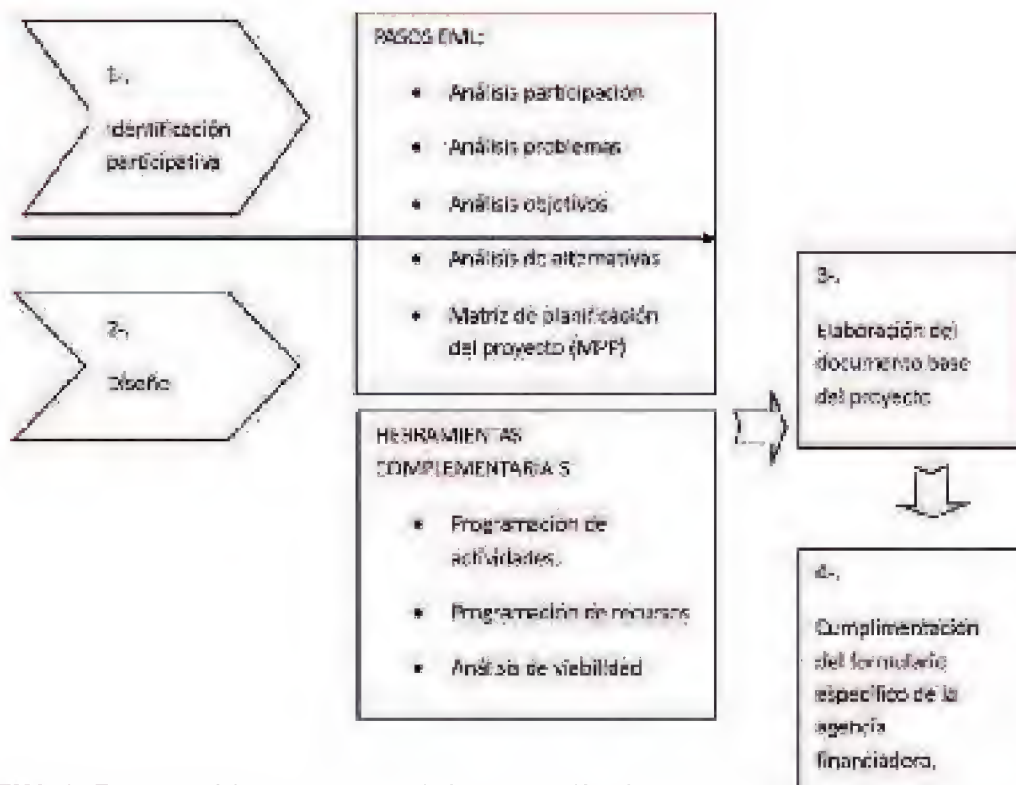 1-.
Identificación
participativa
PASOS EML:
• Análisis participación
• Análisis problemas
• Análisis objetivos
• Análisis de alternativas
• Matriz de planificación
del proyecto (MPP)
2-.
Diseño
HERRAMIENTAS
COMPLEMENTARIAS
• Programación de
actividades.
• Programación de recursos
• Análisis de viabilidad
3-.
Elaboración del
documento base
del proyecto
4-.
Cumplimentación
del formulario
específico de la
agencia
financiadora.